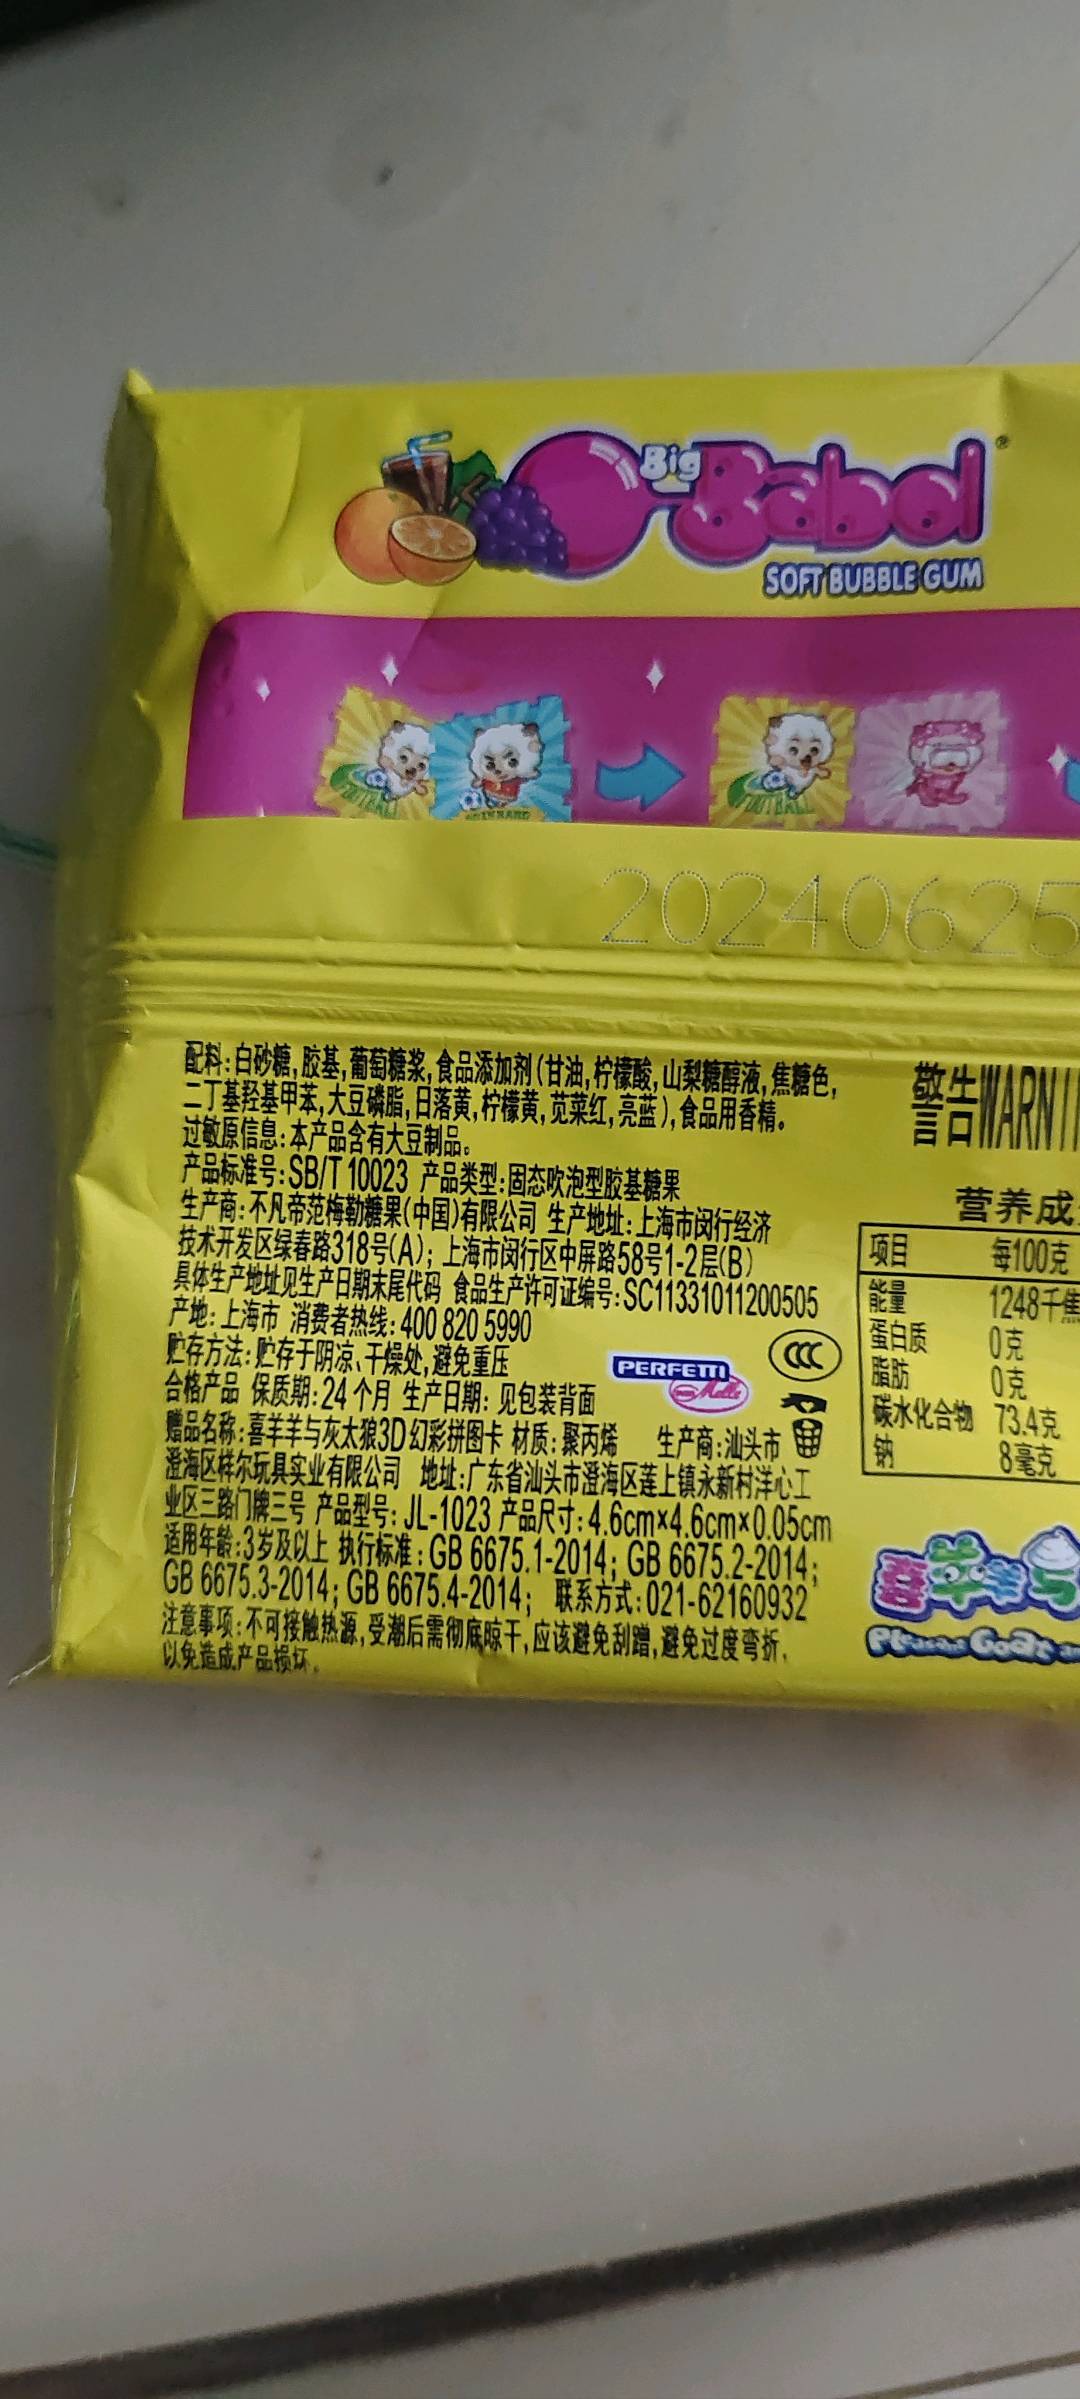 Big Babol®
SOFT BUBBLE GUM
FOOTBALL
FOOTBALL
20240625
配料:白砂糖,胶基,葡萄糖浆,食品添加剂(甘油,柠檬酸,山梨糖醇液,焦糖色,
二丁基羟基甲苯,大豆磷脂,日落黄,柠檬黄,苋菜红,亮蓝),食品用香精。
过敏原信息:本产品含有大豆制品。
产品标准号:SB/T 10023 产品类型:固态吹泡型胶基糖果
生产商:不凡帝范梅勒糖果(中国)有限公司 生产地址:上海市闵行经济
技术开发区绿春路318号(A); 上海市闵行区中屏路58号1-2层(B)
具体生产地址见生产日期末尾代码 食品生产许可证编号:SC11331011200505
产地: 上海市 消费者热线: 400 820 5990
贮存方法:贮存于阴凉、干燥处,避免重压
合格产品 保质期:24个月 生产日期: 见包装背面
PERFETTI
van Melle
CCC
赠品名称:喜羊羊与灰太狼3D幻彩拼图卡 材质:聚丙烯 生产商:汕头市
澄海区样尔玩具实业有限公司 地址:广东省汕头市澄海区莲上镇永新村洋心工
业区三路门牌三号 产品型号: JL-1023 产品尺寸: 4.6cm×4.6cm×0.05cm
适用年龄:3岁及以上 执行标准: GB 6675.1-2014; GB 6675.2-2014;
GB 6675.3-2014; GB 6675.4-2014; 联系方式:021-62160932
注意事项:不可接触热源,受潮后需彻底晾干,应该避免刮蹭,避免过度弯折,
以免造成产品损坏。
警告WARNI
营养成
项目 每100克
能量 1248千焦
蛋白质 0克
脂肪 0克
碳水化合物 73.4克
钠 8毫克
喜羊羊与
Pleasant Goat